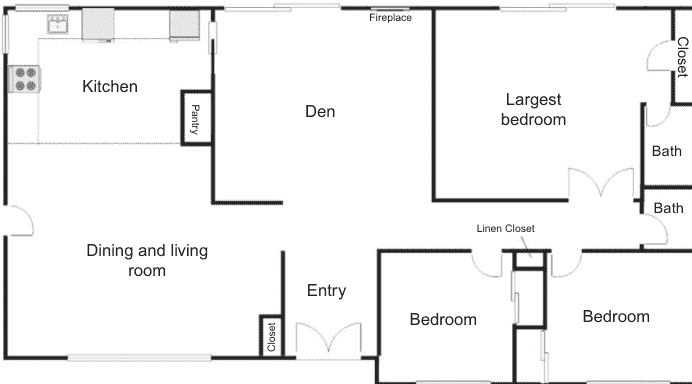 Fireplace
Closet
Kitchen
Largest
bedroom
Den
Pantry
Bath
Bath
Linen Closet
Dining and living
room
Entry
Closet
Bedroom
Bedroom